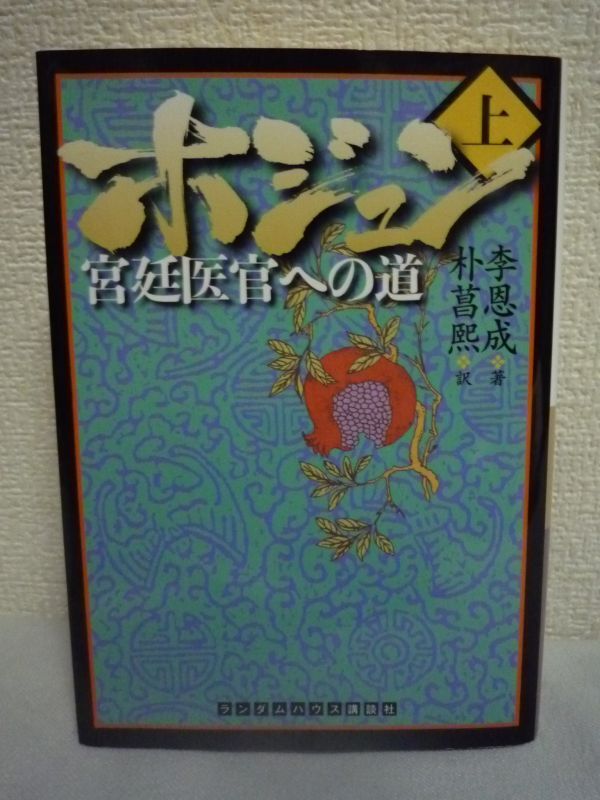 上
ホジュン
宮廷医官への道
李恩成 著
朴菖熙 訳
ランダムハウス講談社